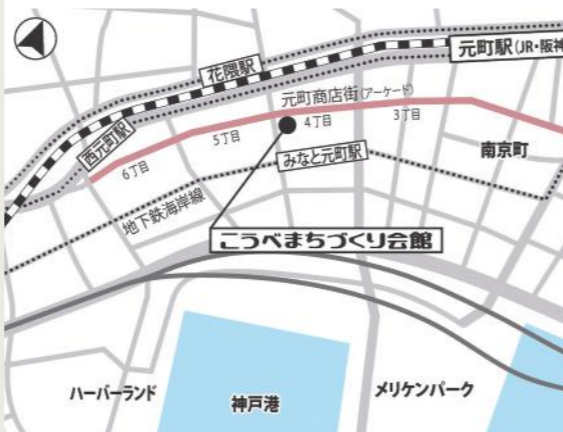 元町駅(JR・阪神
花隈駅
元町商店街(アーケード)
西元町駅
6丁目
5丁目
4丁目
3丁目
みなと元町駅
南京町
地下鉄海岸線
こうべまちづくり会館
ハーバーランド
神戸港
メリケンパーク